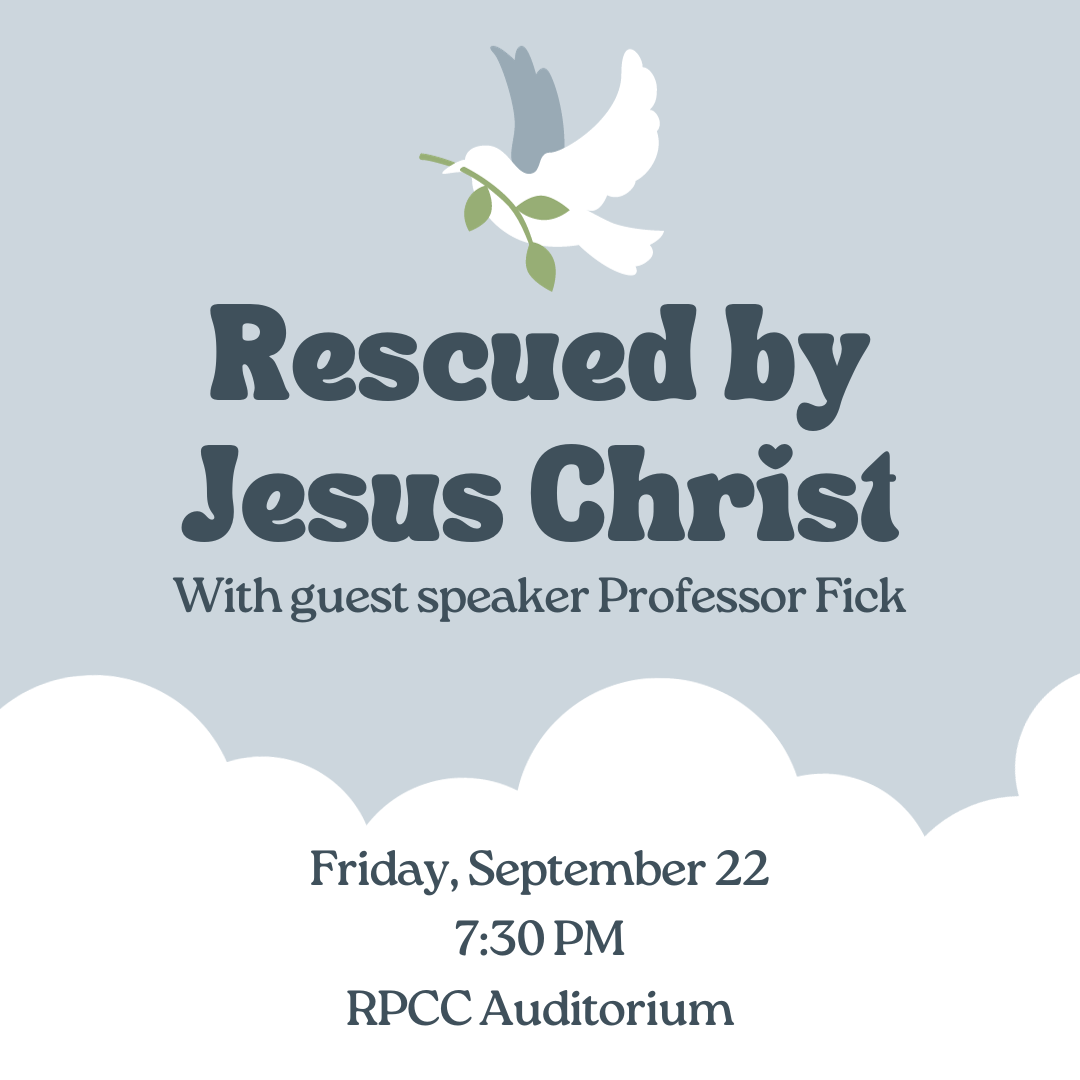 Rescued by
Jesus Christ
With guest speaker Professor Fick
Friday, September 22
7:30 PM
RPCC Auditorium